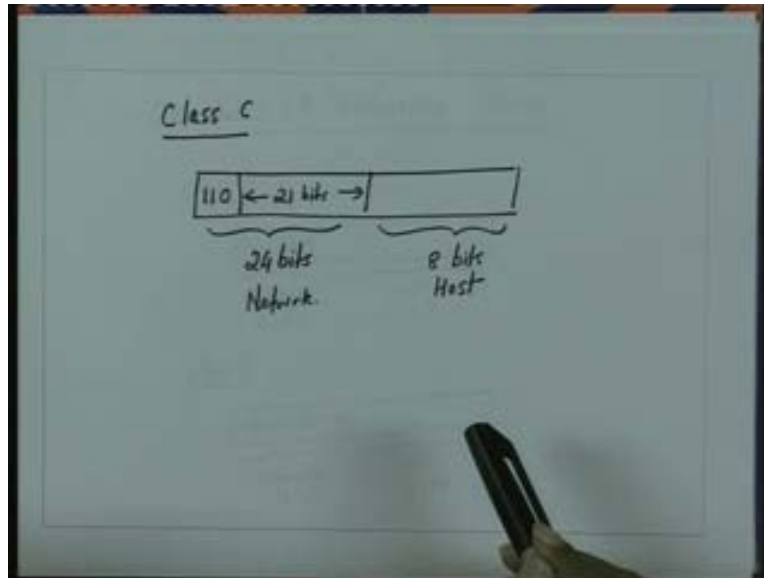 Class C
110 ← 21 bits →
24 bits 8 bits
Network. Host